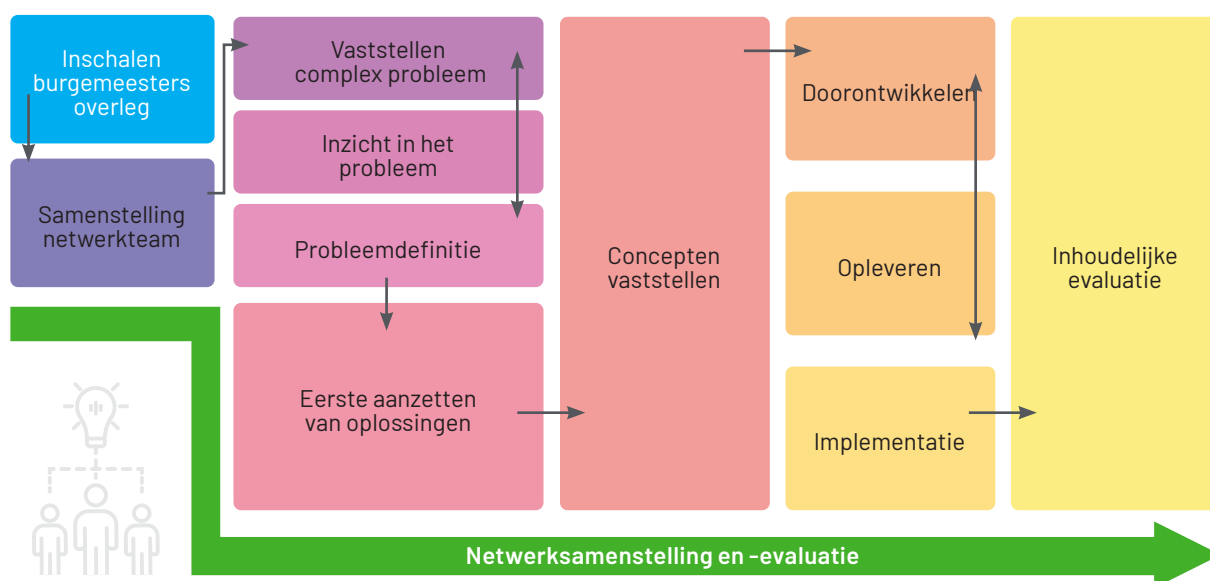 Inschalen
burgemeesters
overleg
Samenstelling
netwerkteam
Vaststellen
complex probleem
Inzicht in het
probleem
Probleemdefinitie
Eerste aanzetten
van oplossingen
Concepten
vaststellen
Doorontwikkelen
Opleveren
Implementatie
Inhoudelijke
evaluatie
Netwerksamenstelling en -evaluatie